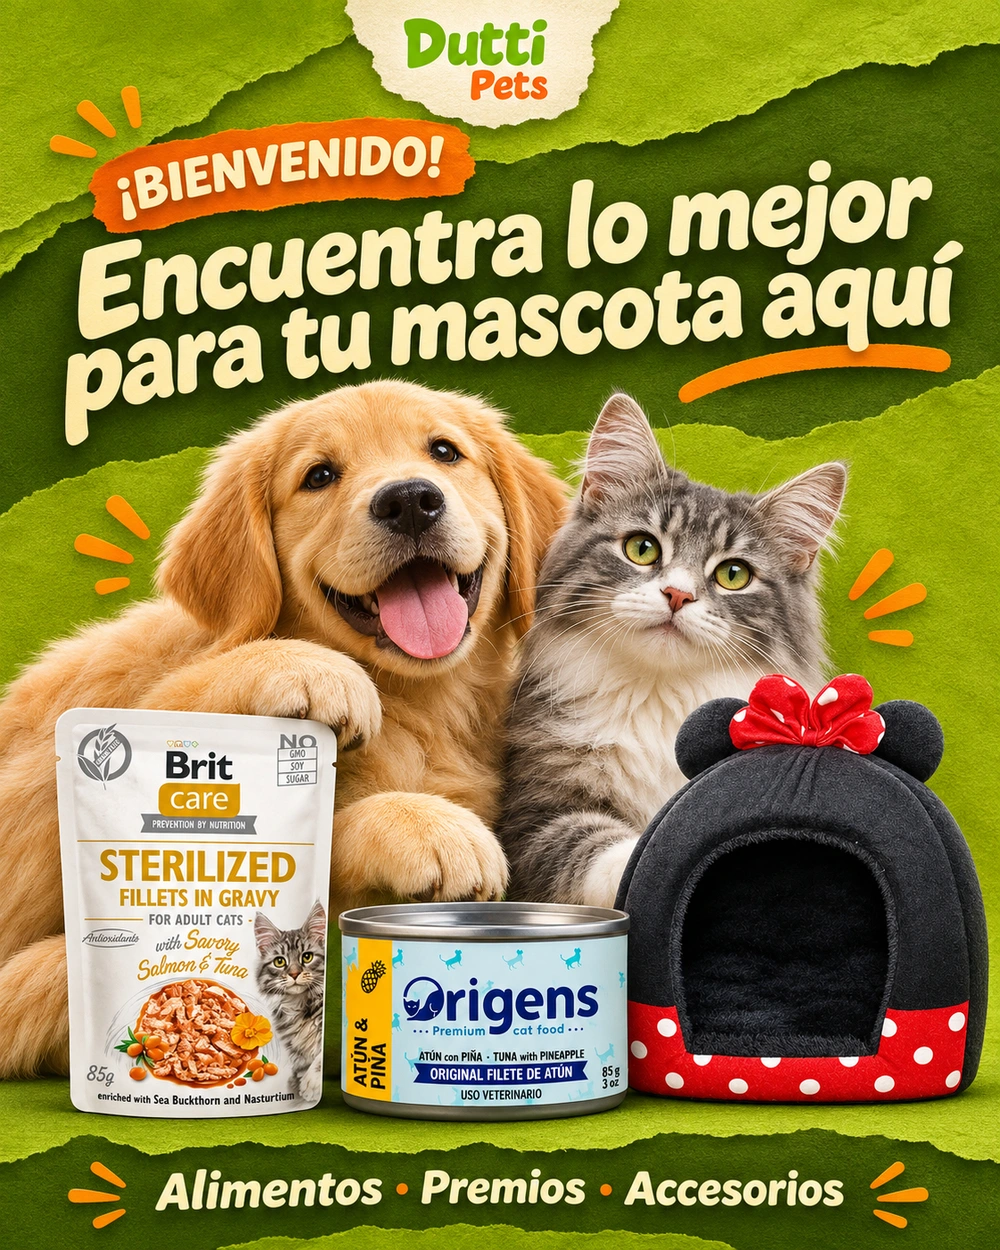 Dutti
Pets
¡BIENVENIDO!
Encuentra lo mejor
para tu mascota aquí
GRAIN FREE
Brit
care
PREVENTION BY NUTRITION
NO
GMO
SOY
SUGAR
STERILIZED
FILLETS IN GRAVY
FOR ADULT CATS
Antioxidants
with Savory
Salmon & Tuna
85g
enriched with Sea Buckthorn and Nasturtium
ATÚN &
PIÑA
Origens
Premium cat food
ATÚN con PIÑA · TUNA with PINEAPPLE
ORIGINAL FILETE DE ATÚN
USO VETERINARIO
85 g
3 oz
Alimentos • Premios • Accesorios